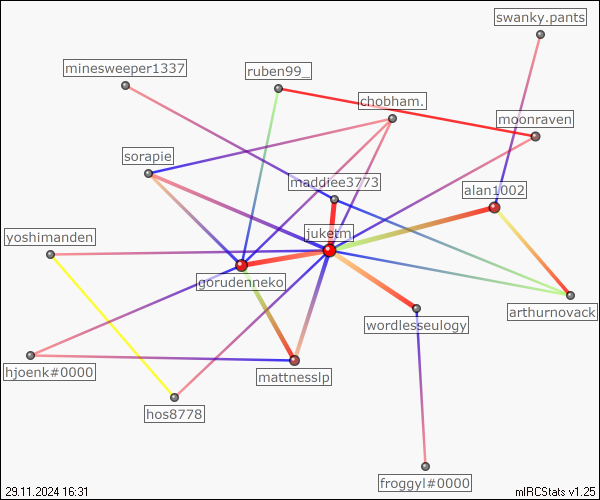 swanky.pants
minesweeper1337
ruben99_
chobham.
moonraven
sorapie
maddiee3773
alan1002
juketm
yoshimanden
gorudenneko
arthurnovack
wordlesseulogy
hjoenk#0000
mattnesslp
hos8778
froggyl#0000
29.11.2024 16:31
mIRCStats v1.25